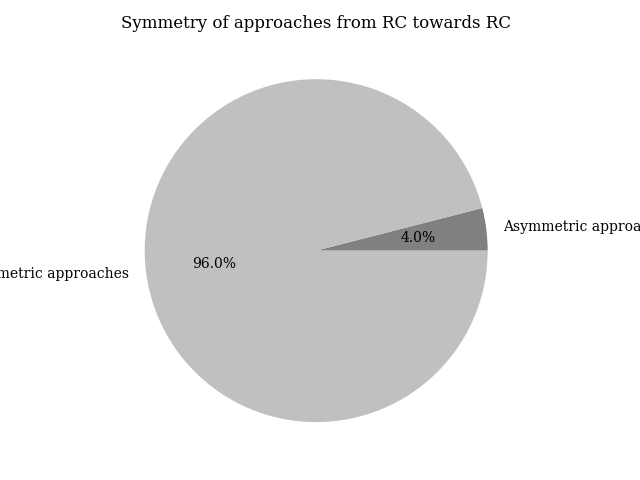 Symmetry of approaches from RC towards RC
Asymmetric approa
4.0%
96.0%
metric approaches